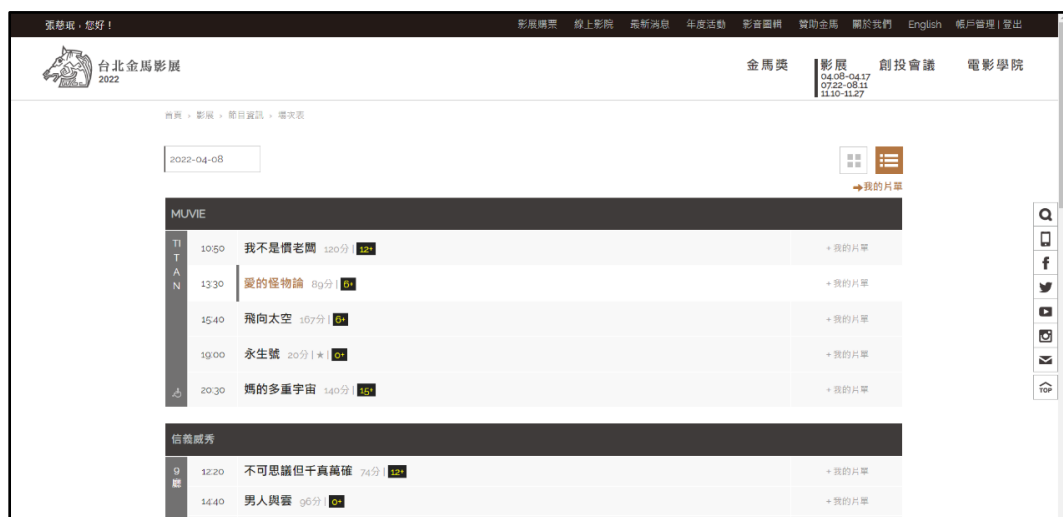 張慈珉，您好！
影展購票 線上影院 最新消息 年度活動 影音圖輯 贊助金馬 關於我們 English 帳戶管理 | 登出
台北金馬影展
2022
金馬獎 影展 創投會議 電影學院
04.08-04.17
07.22-08.11
11.10-11.27
首頁 › 影展 › 節目資訊 › 場次表
2022-04-08
➔我的片單
MUVIE
TITAN
10:50 我不是慣老闆 120分 | 12+ + 我的片單
13:30 愛的怪物論 89分 | 6+ + 我的片單
15:40 飛向太空 167分 | 6+ + 我的片單
19:00 永生號 20分 | ★ | 0+ + 我的片單
20:30 媽的多重宇宙 140分 | 15+ + 我的片單
信義威秀
9廳
12:20 不可思議但千真萬確 74分 | 12+ + 我的片單
14:40 男人與雲 96分 | 0+ + 我的片單
TOP